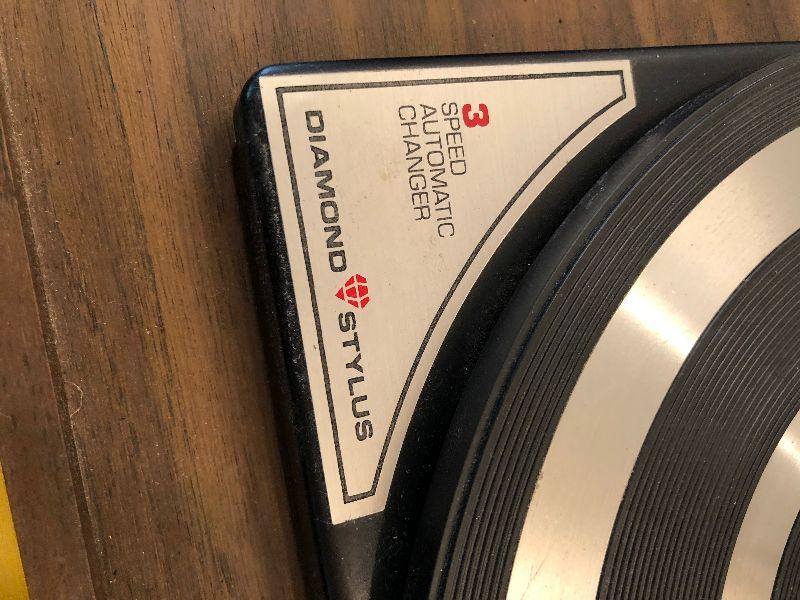 3
SPEED
AUTOMATIC
CHANGER
DIAMOND STYLUS